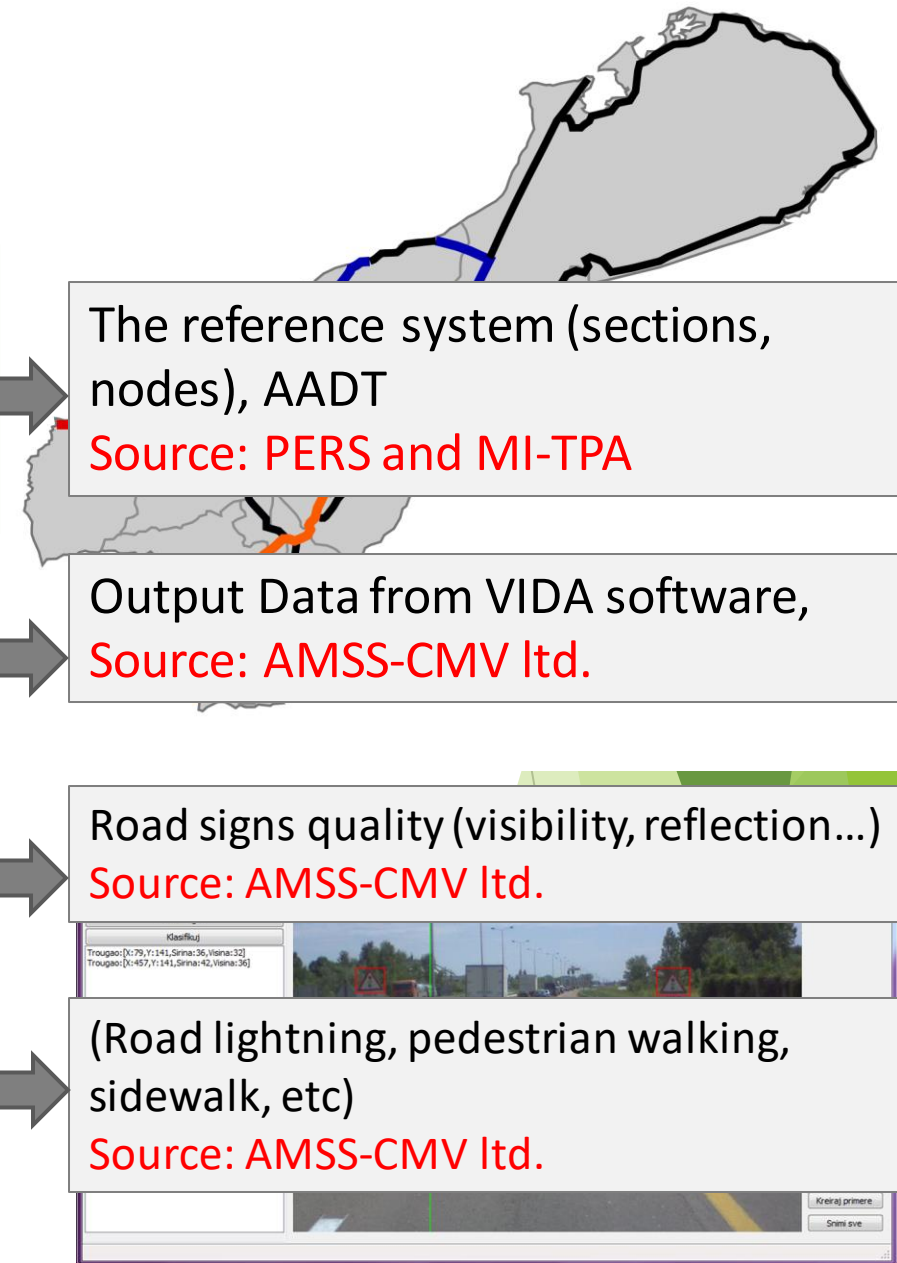 The reference system (sections,
nodes), AADT
Source: PERS and MI-TPA
Output Data from VIDA software,
Source: AMSS-CMV ltd.
Road signs quality (visibility, reflection…)
Source: AMSS-CMV ltd.
Klasifikuj
Trougao:[X:79,Y:141,Sirina:36,Visina:32]
Trougao:[X:457,Y:141,Sirina:42,Visina:36]
(Road lightning, pedestrian walking,
sidewalk, etc)
Source: AMSS-CMV ltd.
Kreiraj primere
Snimi sve